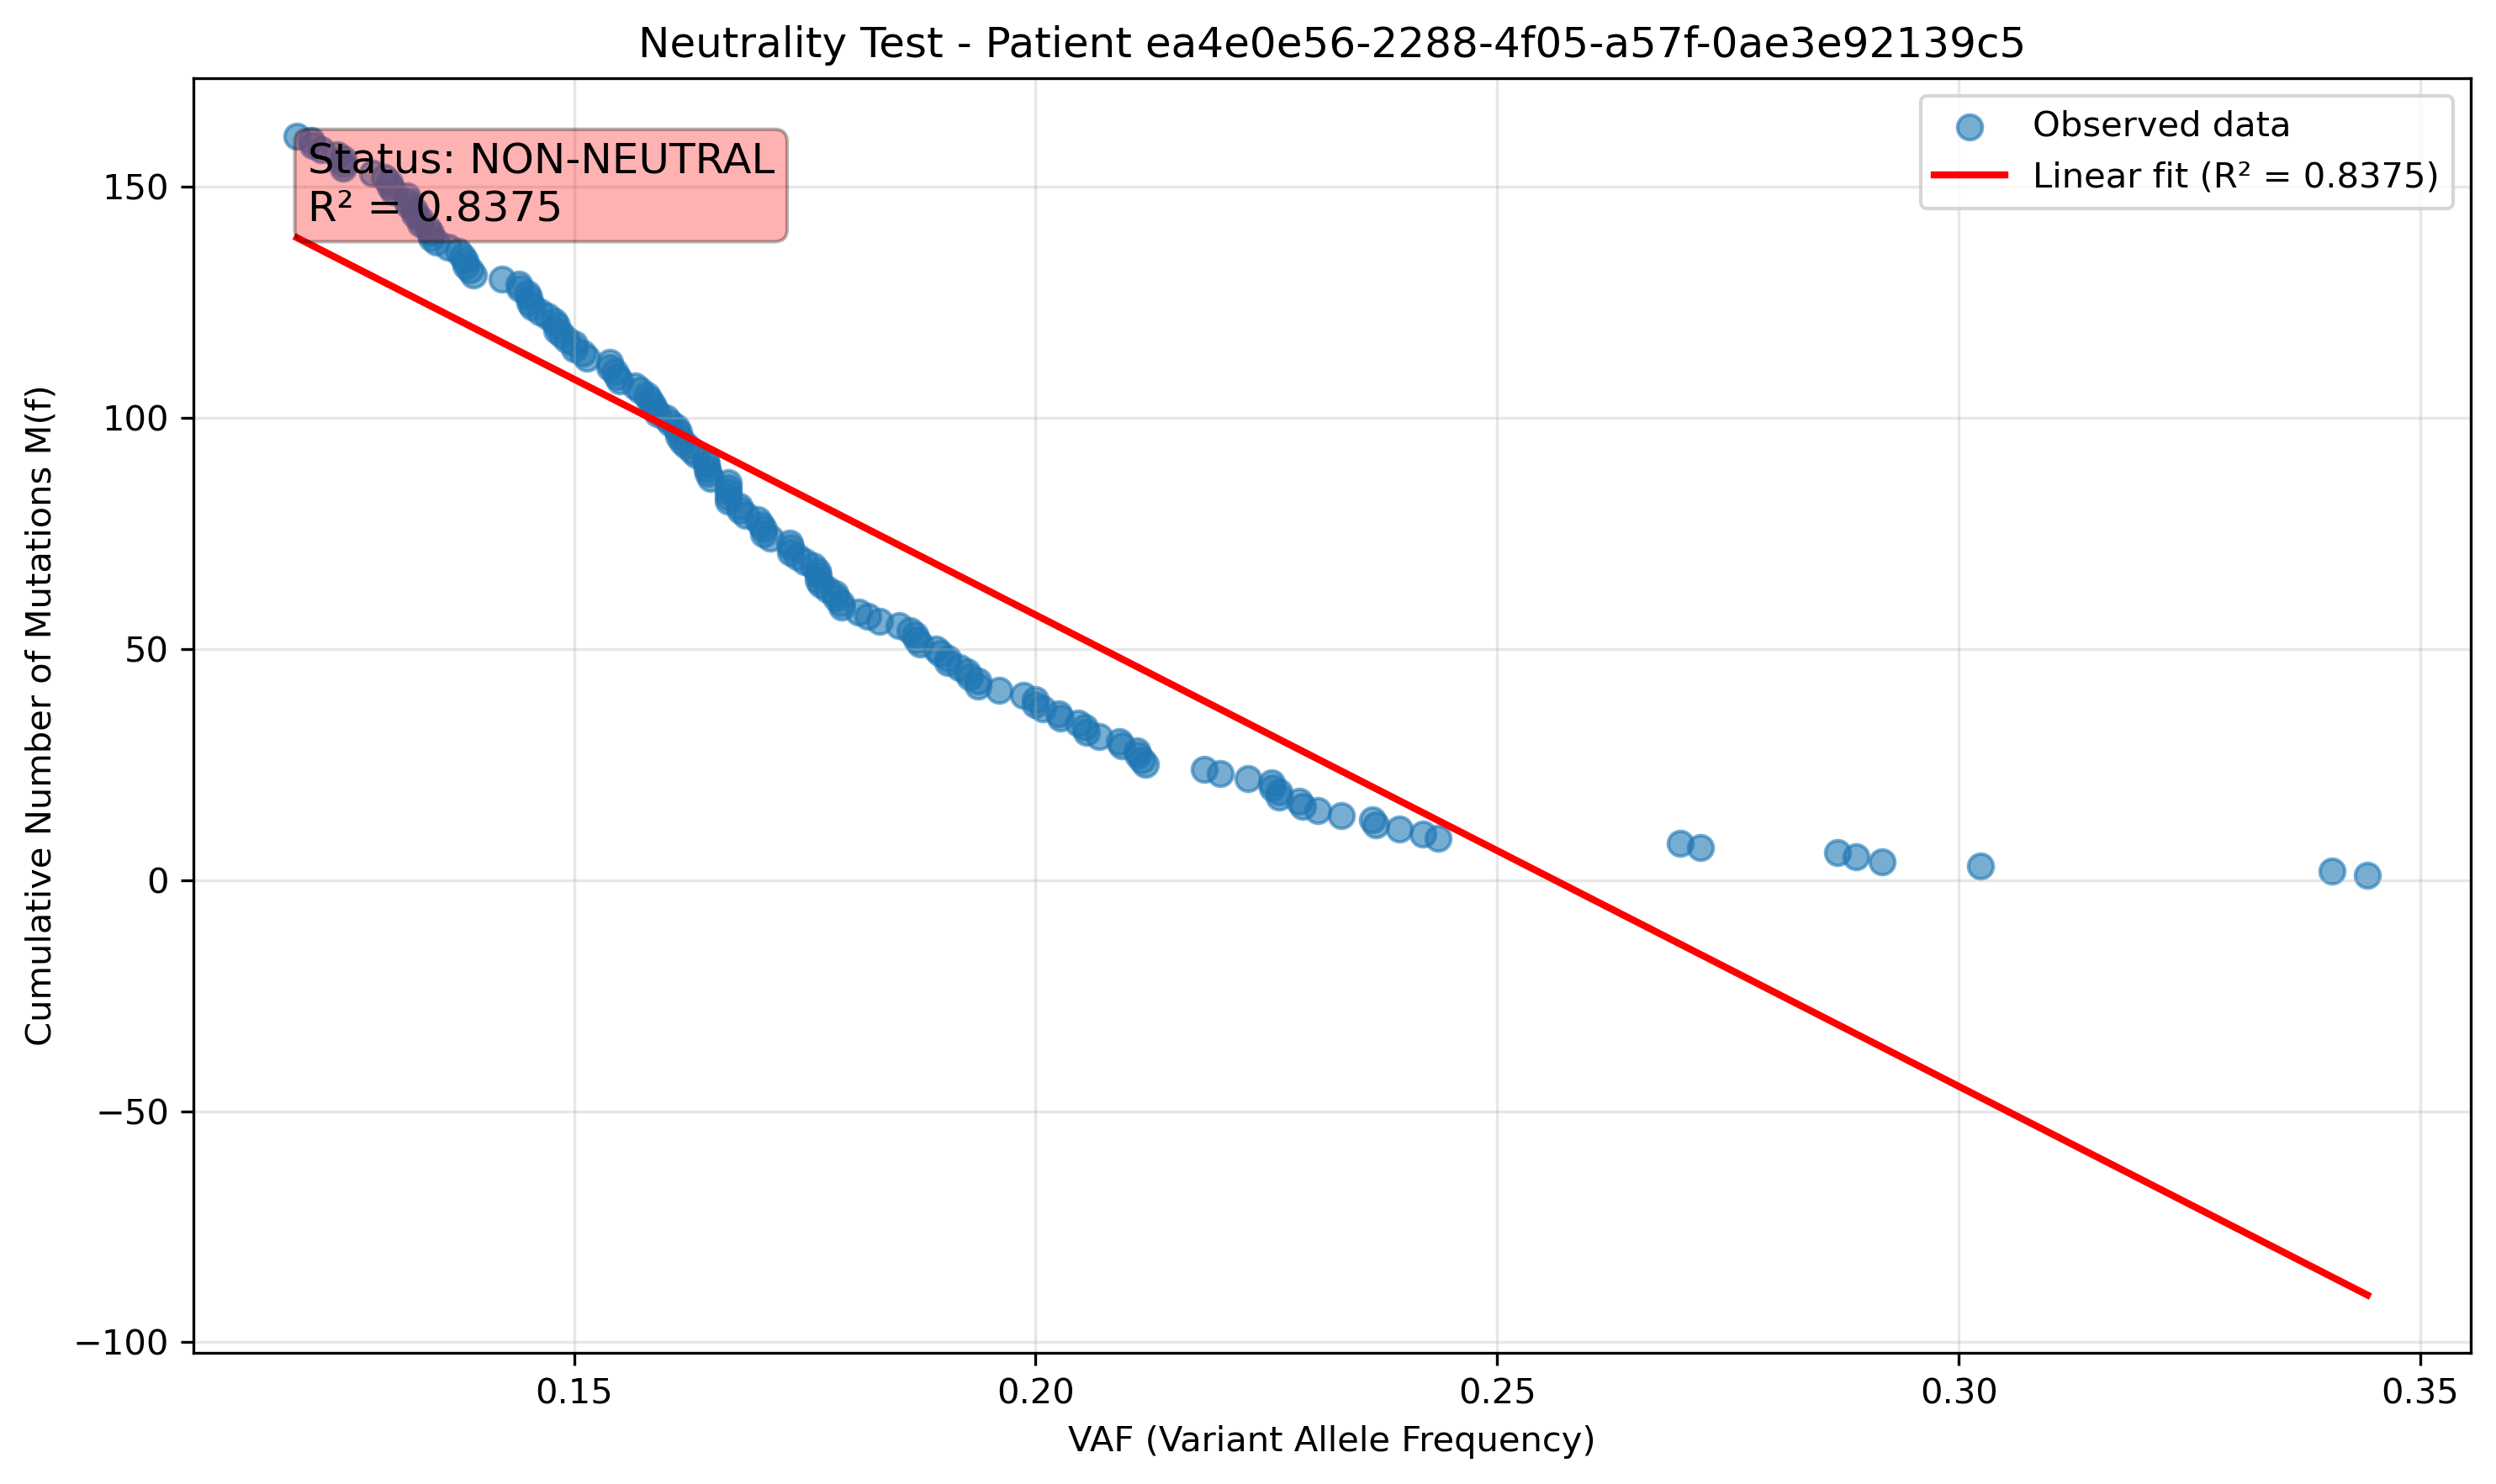 Neutrality Test - Patient ea4e0e56-2288-4f05-a57f-0ae3e92139c5
Status: NON-NEUTRAL
R² = 0.8375
Observed data
Linear fit (R² = 0.8375)
Cumulative Number of Mutations M(f)
150
100
50
0
−50
−100
0.15
0.20
0.25
0.30
0.35
VAF (Variant Allele Frequency)